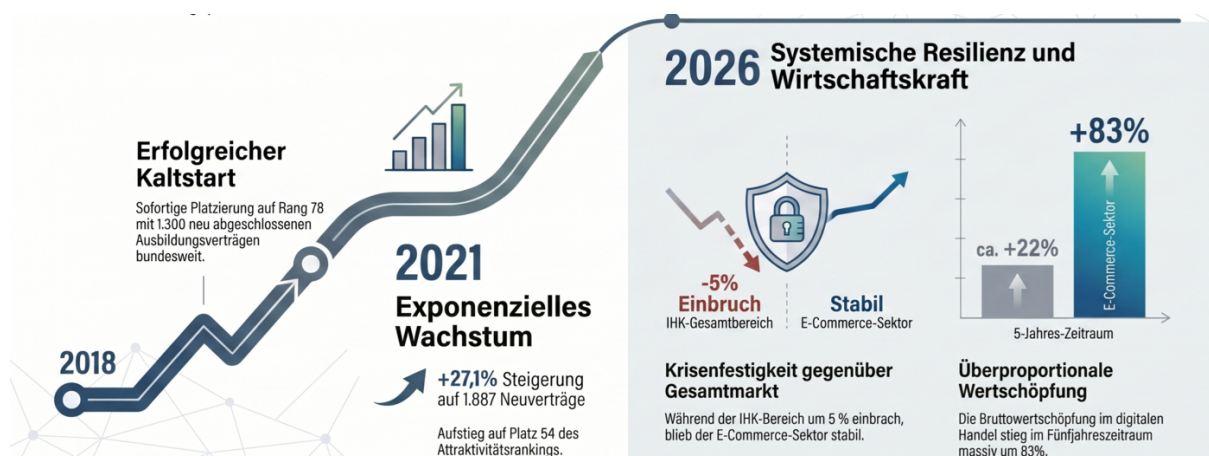 2018
Erfolgreicher
Kaltstart
Sofortige Platzierung auf Rang 78
mit 1.300 neu abgeschlossenen
Ausbildungsverträgen
bundesweit.
2021
Exponenzielles
Wachstum
+27,1% Steigerung
auf 1.887 Neuverträge
Aufstieg auf Platz 54 des
Attraktivitätsrankings.
2026 Systemische Resilienz und
Wirtschaftskraft
-5%
Einbruch
IHK-Gesamtbereich
Stabil
E-Commerce-Sektor
Krisenfestigkeit gegenüber
Gesamtmarkt
Während der IHK-Bereich um 5 % einbrach,
blieb der E-Commerce-Sektor stabil.
ca. +22%
+83%
E-Commerce-Sektor
5-Jahres-Zeitraum
Überproportionale
Wertschöpfung
Die Bruttowertschöpfung im digitalen
Handel stieg im Fünfjahreszeitraum
massiv um 83%.